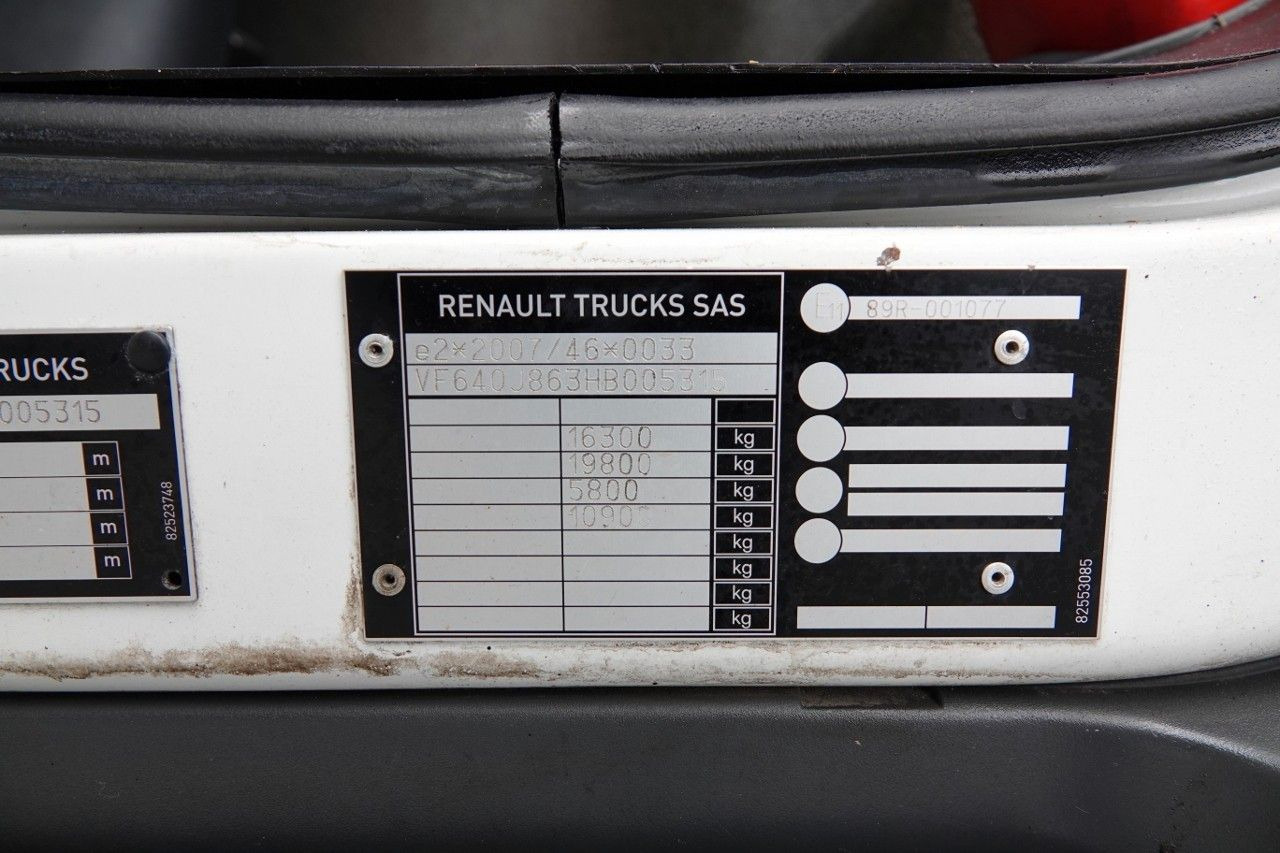 RUCKS
005315
m
m
m
m
82523748
RENAULT TRUCKS SAS
e2*2007/46*0033
VF640J863HB005315
16300 kg
19800 kg
5800 kg
kg
kg
kg
kg
kg
E11 89R-001077
82553085